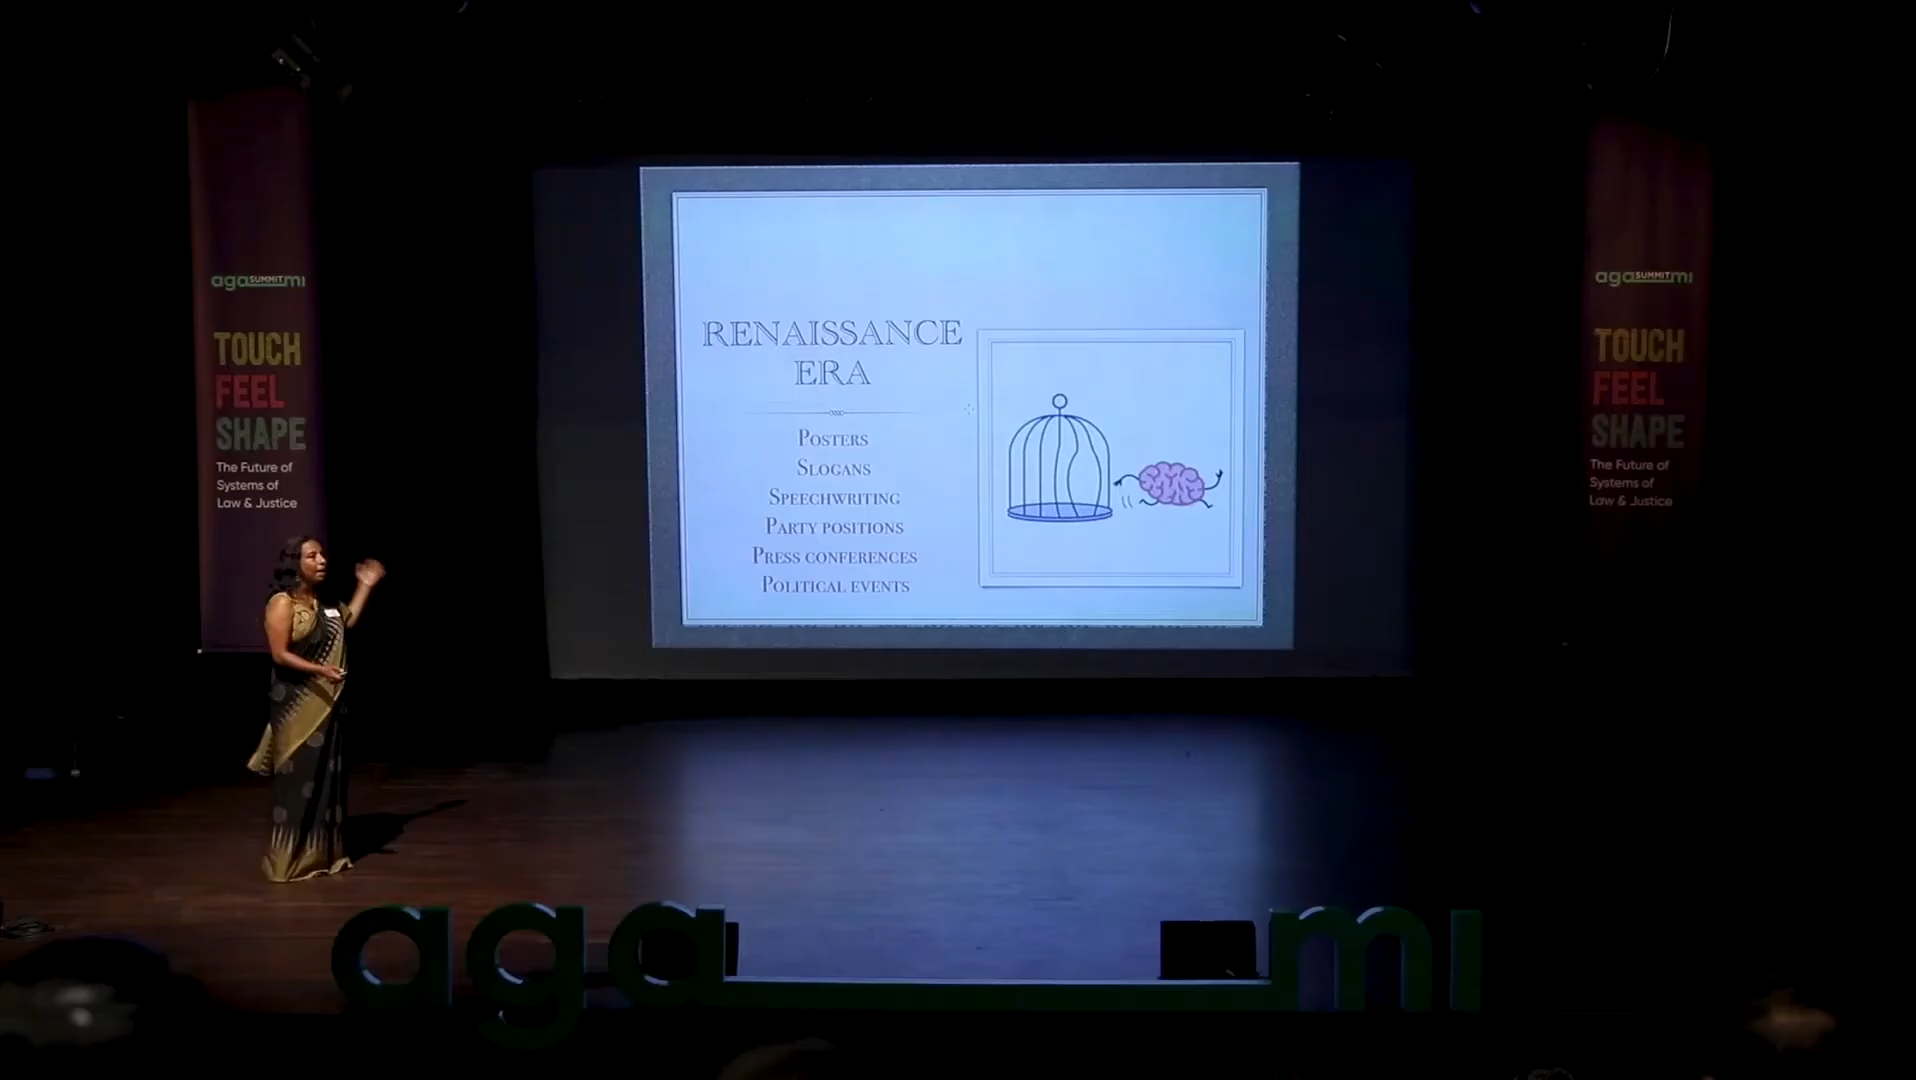 agaSUMMITmi
TOUCH
FEEL
SHAPE
The Future of
Systems of
Law & Justice
RENAISSANCE
ERA
POSTERS
SLOGANS
SPEECHWRITING
PARTY POSITIONS
PRESS CONFERENCES
POLITICAL EVENTS
agaSUMMITmi
TOUCH
FEEL
SHAPE
The Future of
Systems of
Law & Justice
aga mi